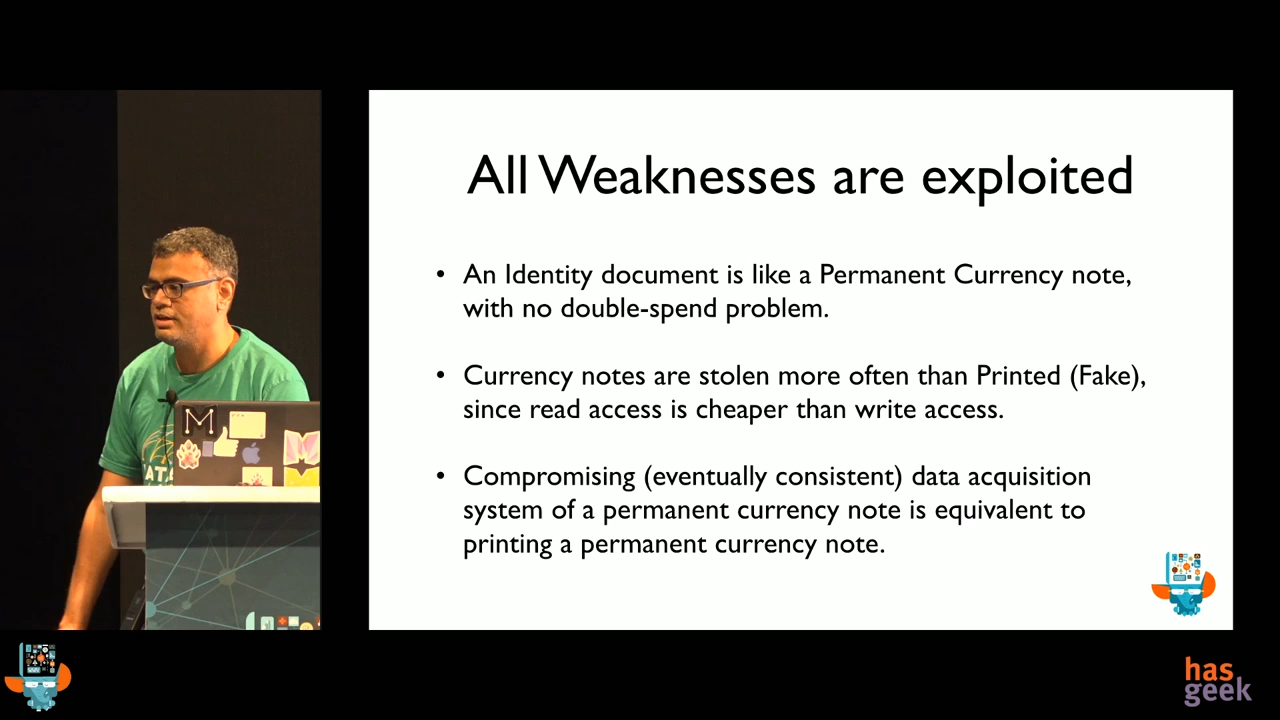 All Weaknesses are exploited
• An Identity document is like a Permanent Currency note,
with no double-spend problem.
• Currency notes are stolen more often than Printed (Fake),
since read access is cheaper than write access.
• Compromising (eventually consistent) data acquisition
system of a permanent currency note is equivalent to
printing a permanent currency note.
has
geek